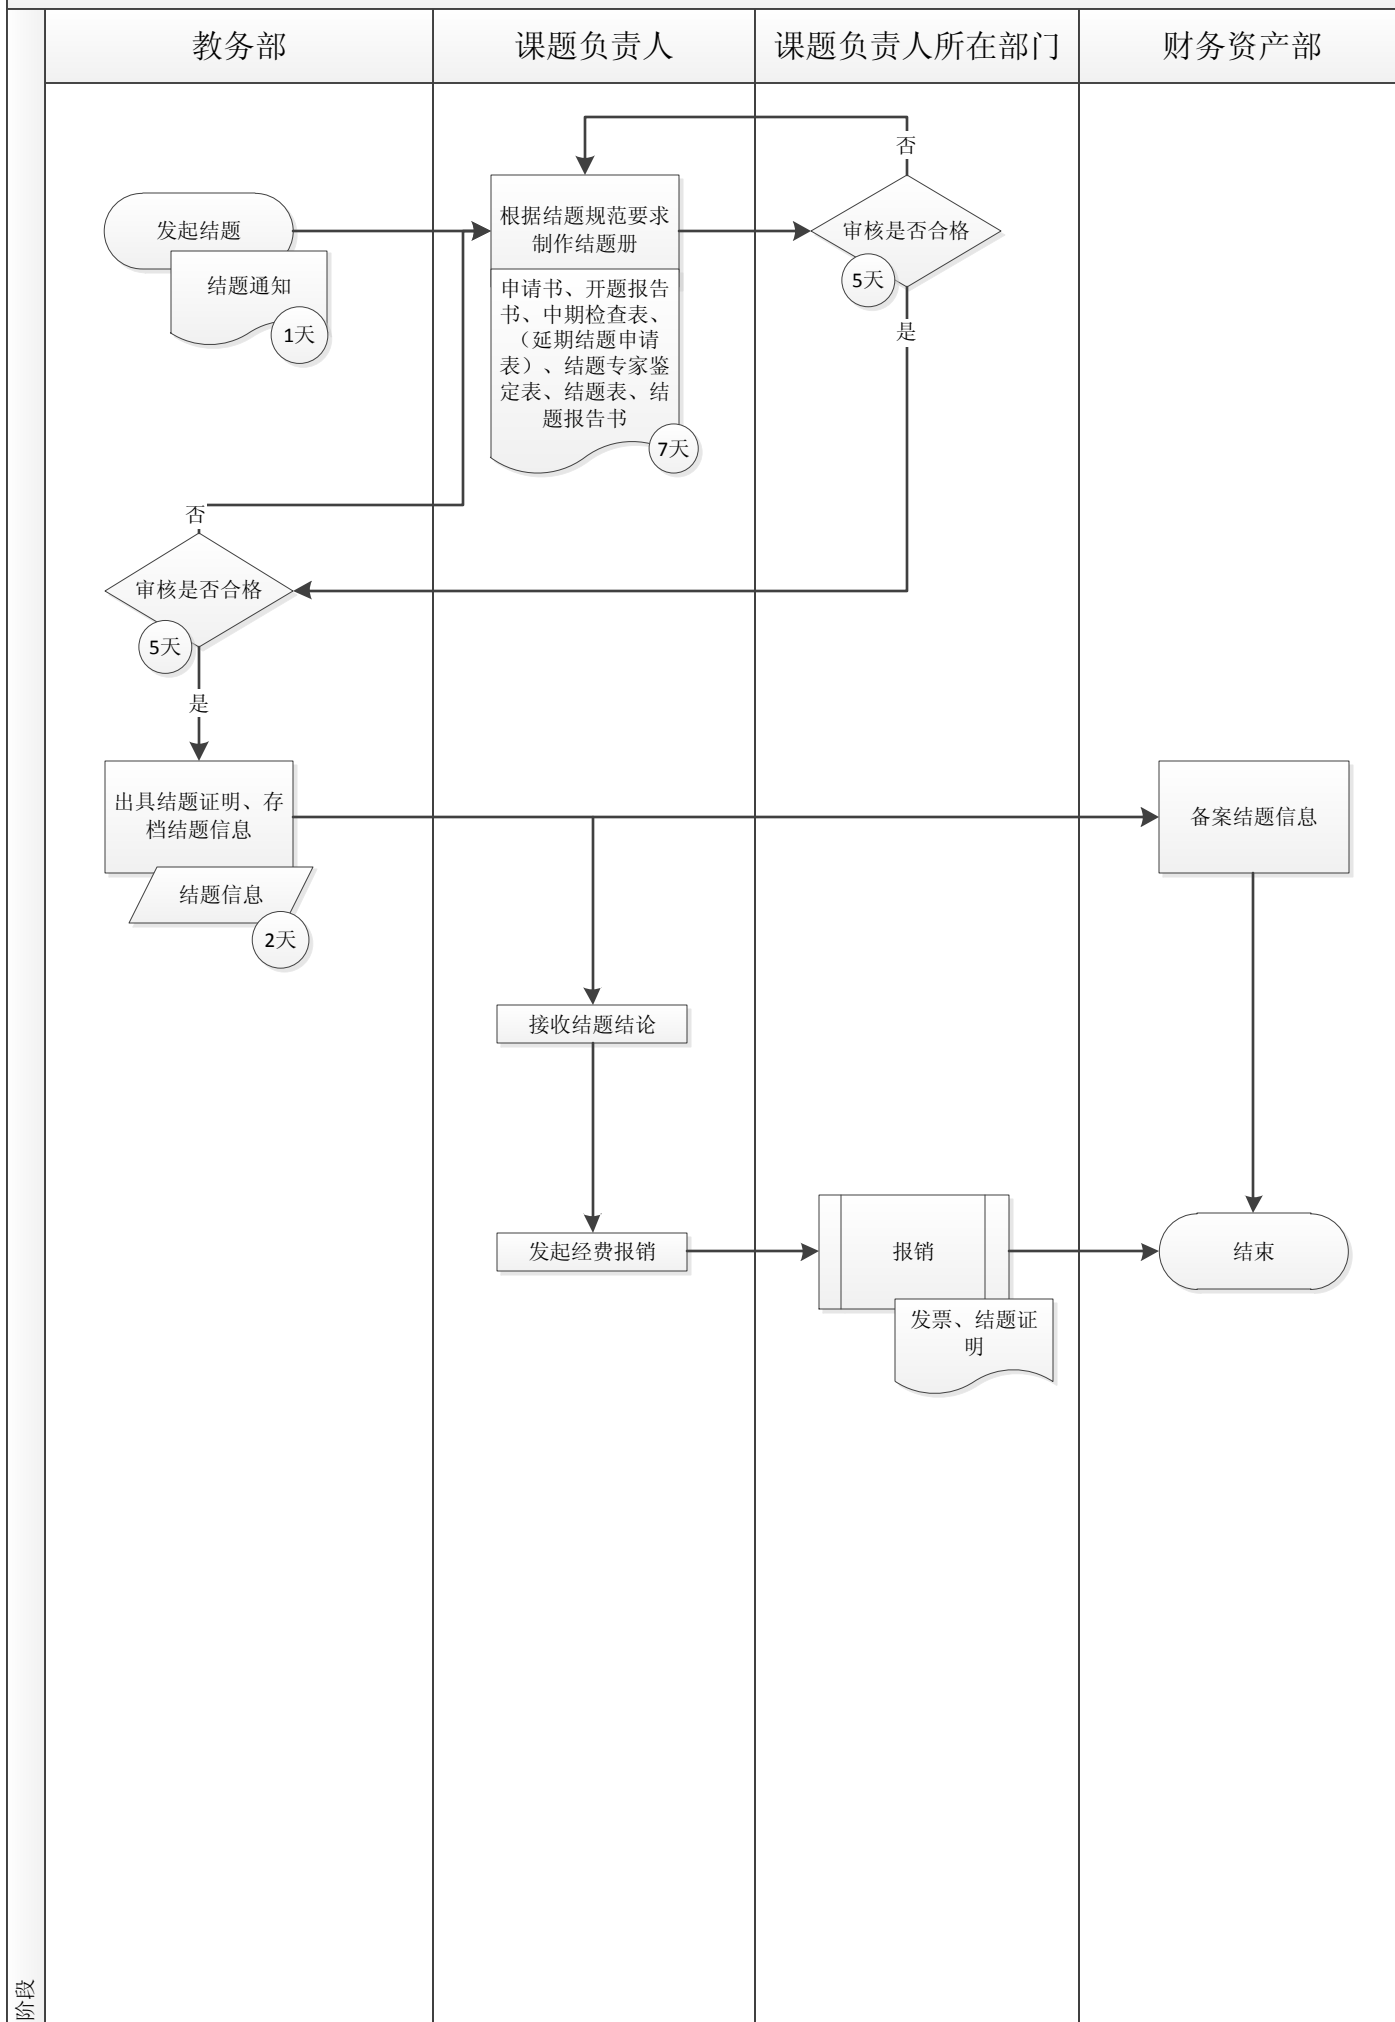 教务部
课题负责人
课题负责人所在部门
财务资产部
否
发起结题
结题通知
1天
根据结题规范要求
制作结题册
申请书、开题报告
书、中期检查表、
（延期结题申请
表）、结题专家鉴
定表、结题表、结
题报告书
7天
审核是否合格
5天
是
否
审核是否合格
5天
是
出具结题证明、存
档结题信息
结题信息
2天
备案结题信息
接收结题结论
发起经费报销
报销
发票、结题证
明
结束
阶段